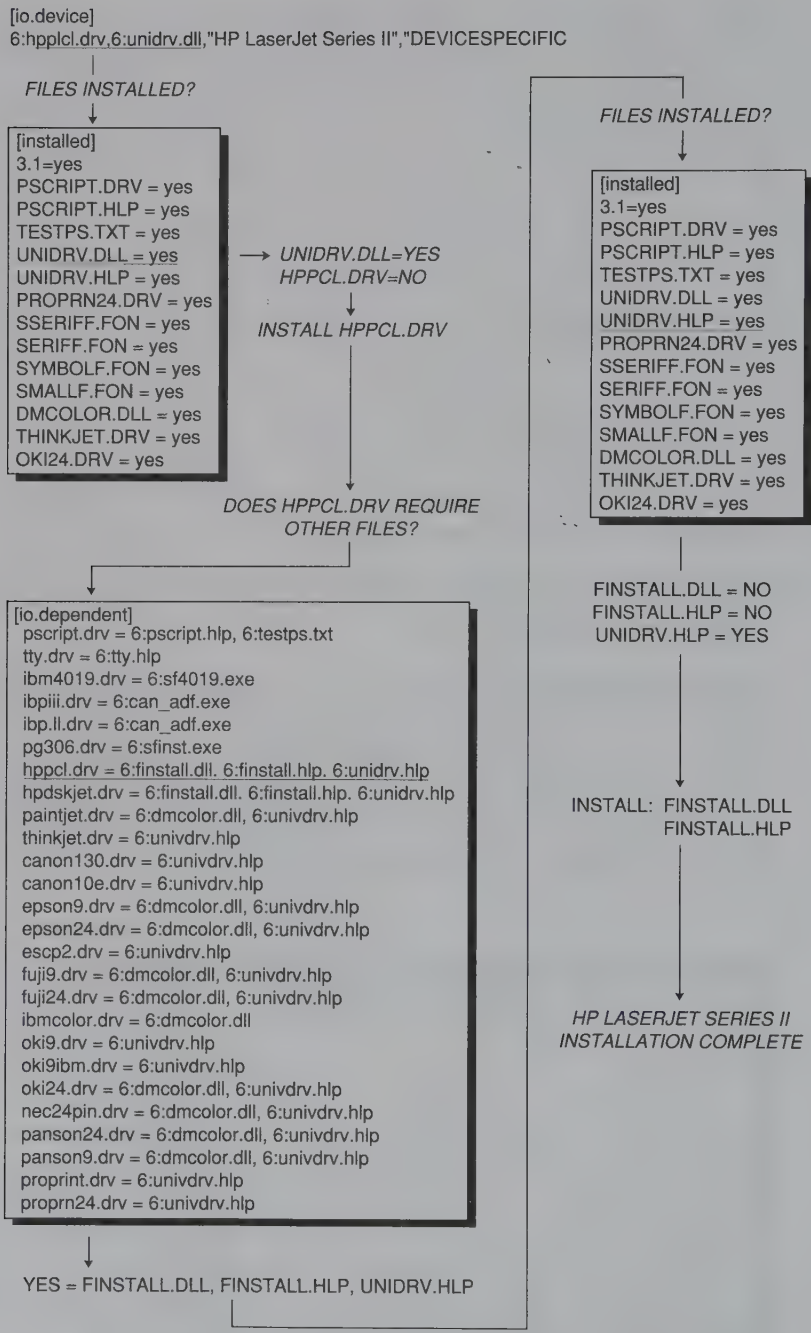 [io.device]
6:hpplcl.drv,6:unidrv.dll,"HP LaserJet Series II","DEVICESPECIFIC
FILES INSTALLED?
[installed]
3.1=yes
PSCRIPT.DRV = yes
PSCRIPT.HLP = yes
TESTPS.TXT = yes
UNIDRV.DLL = yes
UNIDRV.HLP = yes
PROPRN24.DRV = yes
SSERIFF.FON = yes
SERIFF.FON = yes
SYMBOLF.FON = yes
SMALLF.FON = yes
DMCOLOR.DLL = yes
THINKJET.DRV = yes
OKI24.DRV = yes
UNIDRV.DLL=YES
HPPCL.DRV=NO
INSTALL HPPCL.DRV
DOES HPPCL.DRV REQUIRE
OTHER FILES?
[io.dependent]
pscript.drv = 6:pscript.hlp, 6:testps.txt
tty.drv = 6:tty.hlp
ibm4019.drv = 6:sf4019.exe
ibpiii.drv = 6:can_adf.exe
ibp.II.drv = 6:can_adf.exe
pg306.drv = 6:sfinst.exe
hppcl.drv = 6:finstall.dll. 6:finstall.hlp. 6:unidrv.hlp
hpdskjet.drv = 6:finstall.dll. 6:finstall.hlp. 6:unidrv.hlp
paintjet.drv = 6:dmcolor.dll, 6:univdrv.hlp
thinkjet.drv = 6:univdrv.hlp
canon130.drv = 6:univdrv.hlp
canon10e.drv = 6:univdrv.hlp
epson9.drv = 6:dmcolor.dll, 6:univdrv.hlp
epson24.drv = 6:dmcolor.dll, 6:univdrv.hlp
escp2.drv = 6:univdrv.hlp
fuji9.drv = 6:dmcolor.dll, 6:univdrv.hlp
fuji24.drv = 6:dmcolor.dll, 6:univdrv.hlp
ibmcolor.drv = 6:dmcolor.dll
oki9.drv = 6:univdrv.hlp
oki9ibm.drv = 6:univdrv.hlp
oki24.drv = 6:dmcolor.dll, 6:univdrv.hlp
nec24pin.drv = 6:dmcolor.dll, 6:univdrv.hlp
panson24.drv = 6:dmcolor.dll, 6:univdrv.hlp
panson9.drv = 6:dmcolor.dll, 6:univdrv.hlp
proprint.drv = 6:univdrv.hlp
proprn24.drv = 6:univdrv.hlp
YES = FINSTALL.DLL, FINSTALL.HLP, UNIDRV.HLP
FILES INSTALLED?
[installed]
3.1=yes
PSCRIPT.DRV = yes
PSCRIPT.HLP = yes
TESTPS.TXT = yes
UNIDRV.DLL = yes
UNIDRV.HLP = yes
PROPRN24.DRV = yes
SSERIFF.FON = yes
SERIFF.FON = yes
SYMBOLF.FON = yes
SMALLF.FON = yes
DMCOLOR.DLL = yes
THINKJET.DRV = yes
OKI24.DRV = yes
FINSTALL.DLL = NO
FINSTALL.HLP = NO
UNIDRV.HLP = YES
INSTALL: FINSTALL.DLL
FINSTALL.HLP
HP LASERJET SERIES II
INSTALLATION COMPLETE